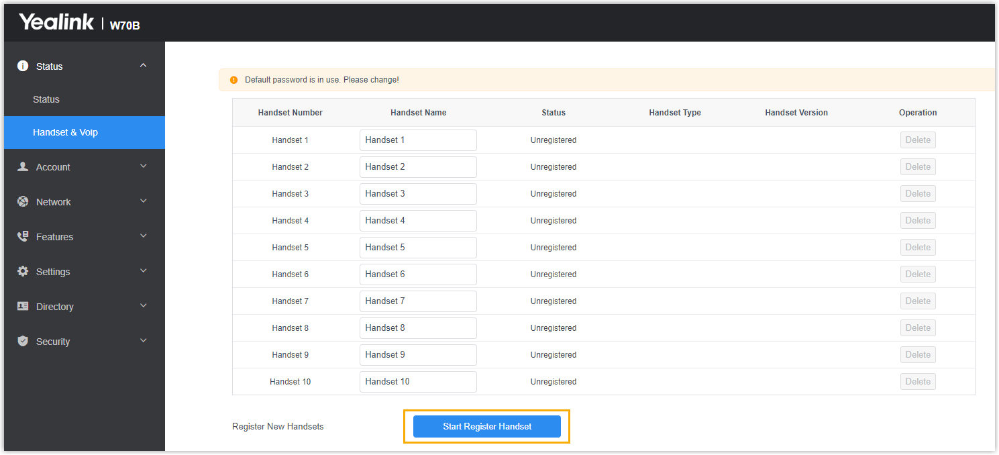 Yealink | W70B
Status
Status
Handset & Voip
Account
Network
Features
Settings
Directory
Security
Default password is in use. Please change!
Handset Number Handset Name Status Handset Type Handset Version Operation
Handset 1 Handset 1 Unregistered Delete
Handset 2 Handset 2 Unregistered Delete
Handset 3 Handset 3 Unregistered Delete
Handset 4 Handset 4 Unregistered Delete
Handset 5 Handset 5 Unregistered Delete
Handset 6 Handset 6 Unregistered Delete
Handset 7 Handset 7 Unregistered Delete
Handset 8 Handset 8 Unregistered Delete
Handset 9 Handset 9 Unregistered Delete
Handset 10 Handset 10 Unregistered Delete
Register New Handsets Start Register Handset